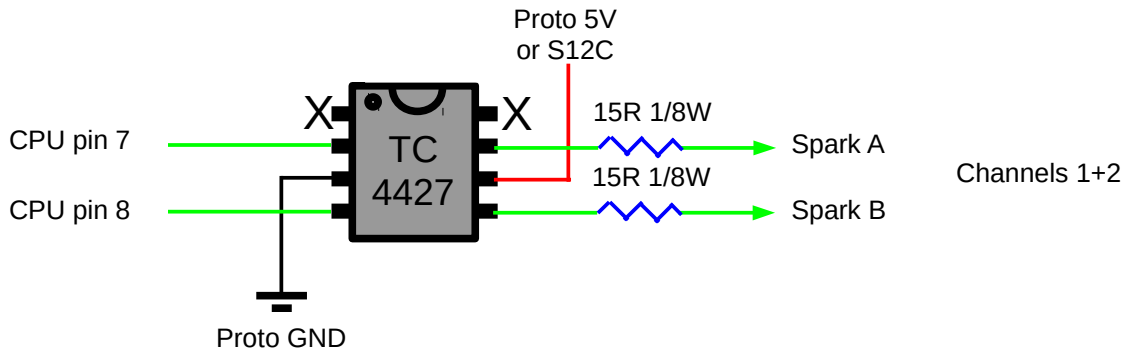 Proto 5V
or S12C
X
X
15R 1/8W
CPU pin 7
TC
4427
Spark A
15R 1/8W
Channels 1+2
CPU pin 8
Spark B
Proto GND